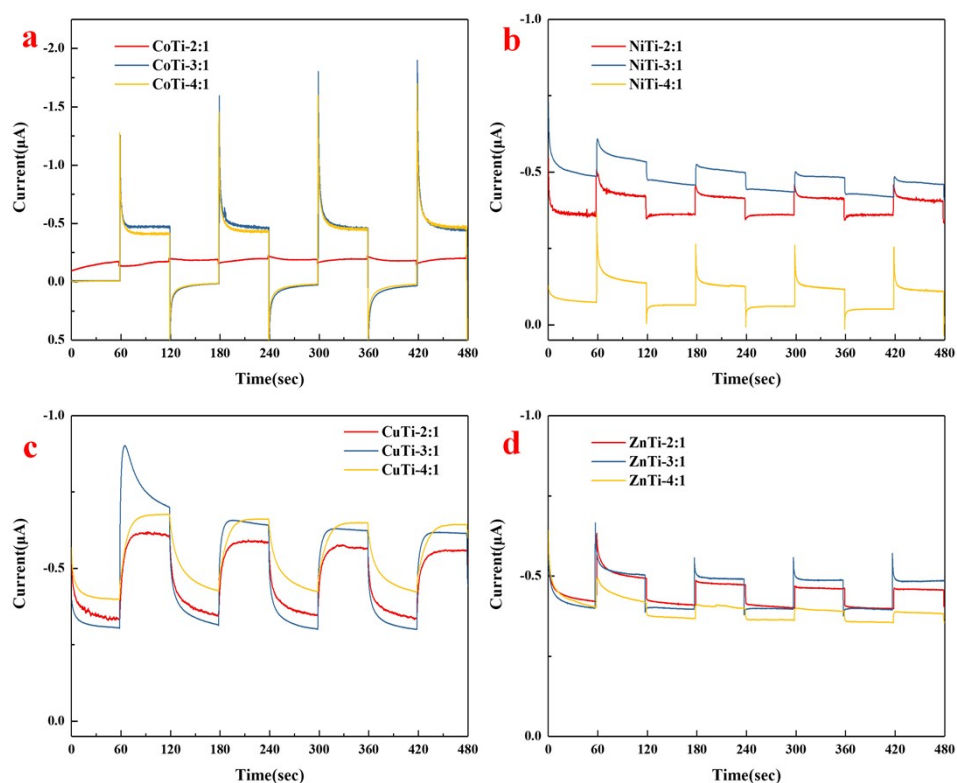 a
CoTi-2:1
CoTi-3:1
CoTi-4:1
-2.0
-1.5
-1.0
-0.5
0.0
0.5
Current(μA)
0 60 120 180 240 300 360 420 480
Time(sec)
b
NiTi-2:1
NiTi-3:1
NiTi-4:1
-1.0
-0.5
0.0
Current(μA)
0 60 120 180 240 300 360 420 480
Time(sec)
c
CuTi-2:1
CuTi-3:1
CuTi-4:1
-1.0
-0.5
0.0
Current(μA)
0 60 120 180 240 300 360 420 480
Time(sec)
d
ZnTi-2:1
ZnTi-3:1
ZnTi-4:1
-1.0
-0.5
0.0
Current(μA)
0 60 120 180 240 300 360 420 480
Time(sec)